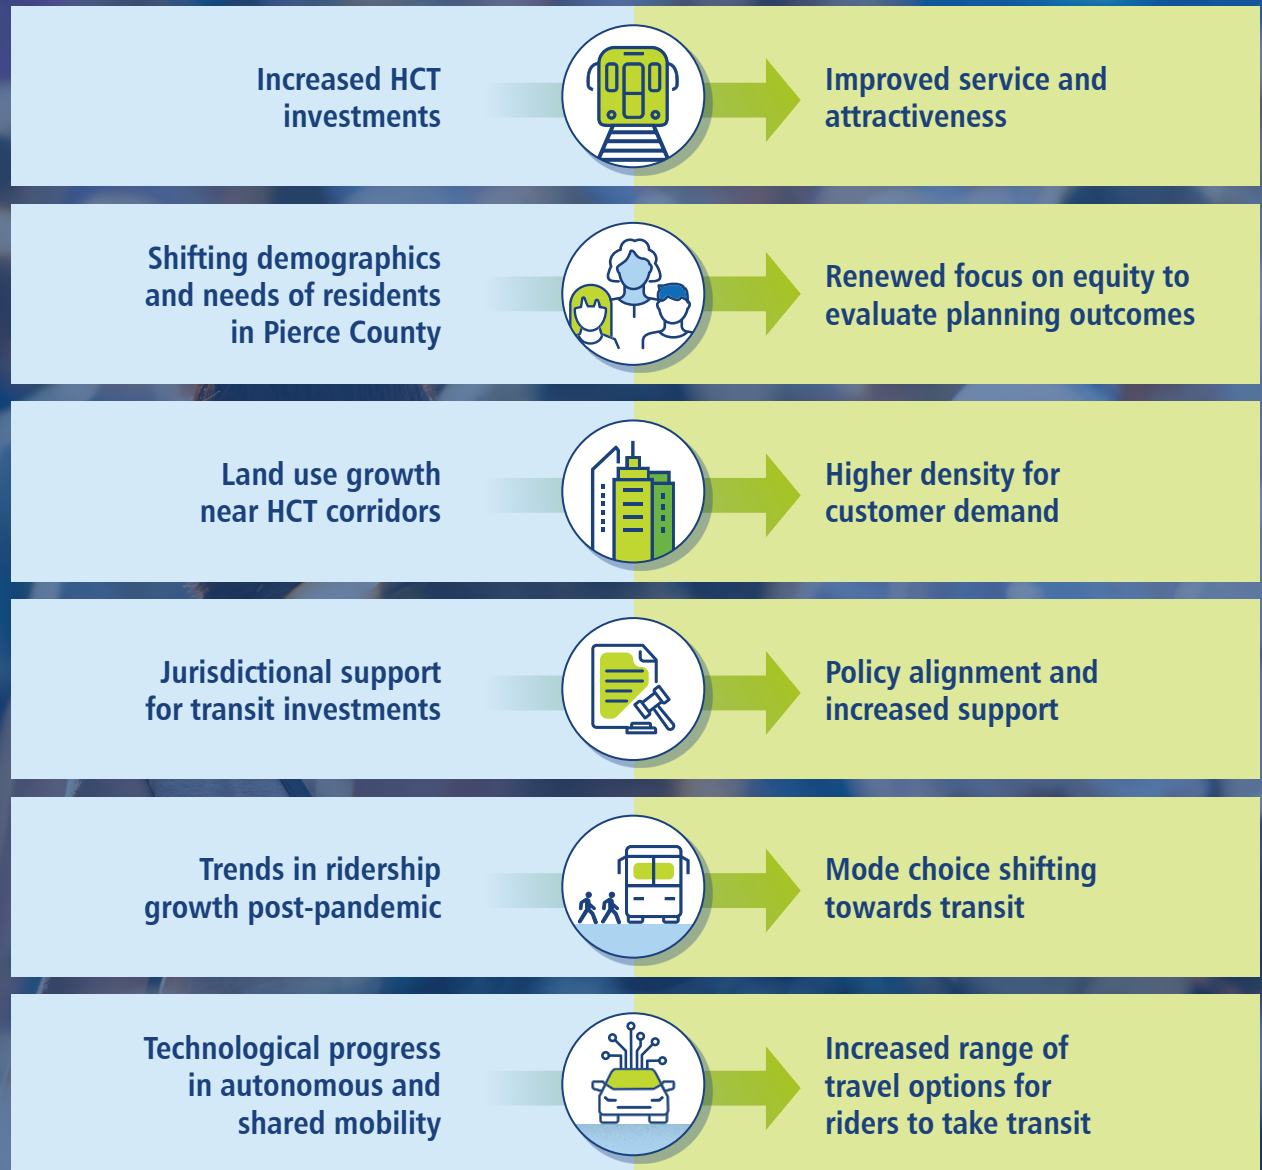 Increased HCT
investments
Improved service and
attractiveness
Shifting demographics
and needs of residents
in Pierce County
Renewed focus on equity to
evaluate planning outcomes
Land use growth
near HCT corridors
Higher density for
customer demand
Jurisdictional support
for transit investments
Policy alignment and
increased support
Trends in ridership
growth post-pandemic
Mode choice shifting
towards transit
Technological progress
in autonomous and
shared mobility
Increased range of
travel options for
riders to take transit